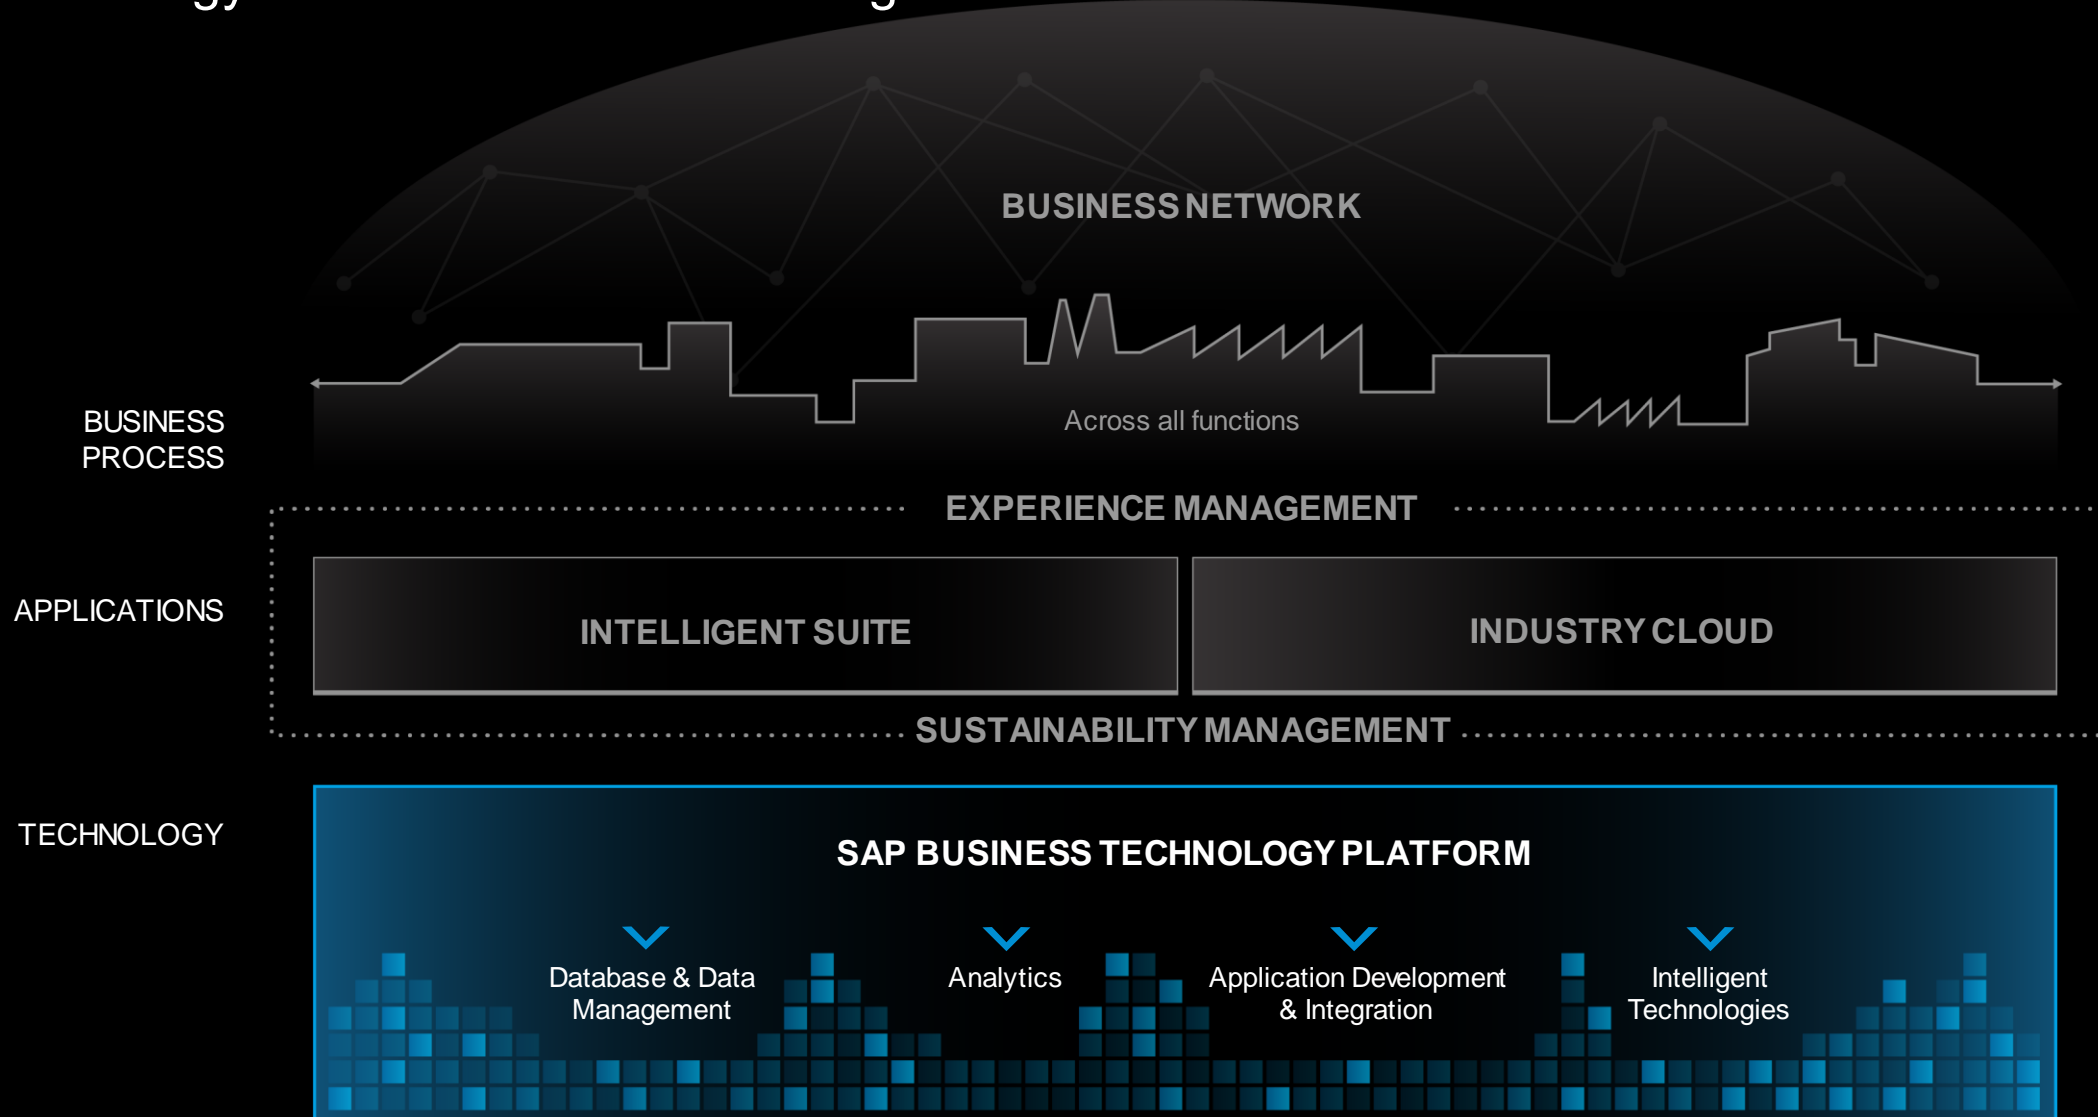 BUSINESS NETWORK
BUSINESS
PROCESS
Across all functions
EXPERIENCE MANAGEMENT
APPLICATIONS
INTELLIGENT SUITE
INDUSTRY CLOUD
SUSTAINABILITY MANAGEMENT
TECHNOLOGY
SAP BUSINESS TECHNOLOGY PLATFORM
Database & Data
Management
Analytics
Application Development
& Integration
Intelligent
Technologies